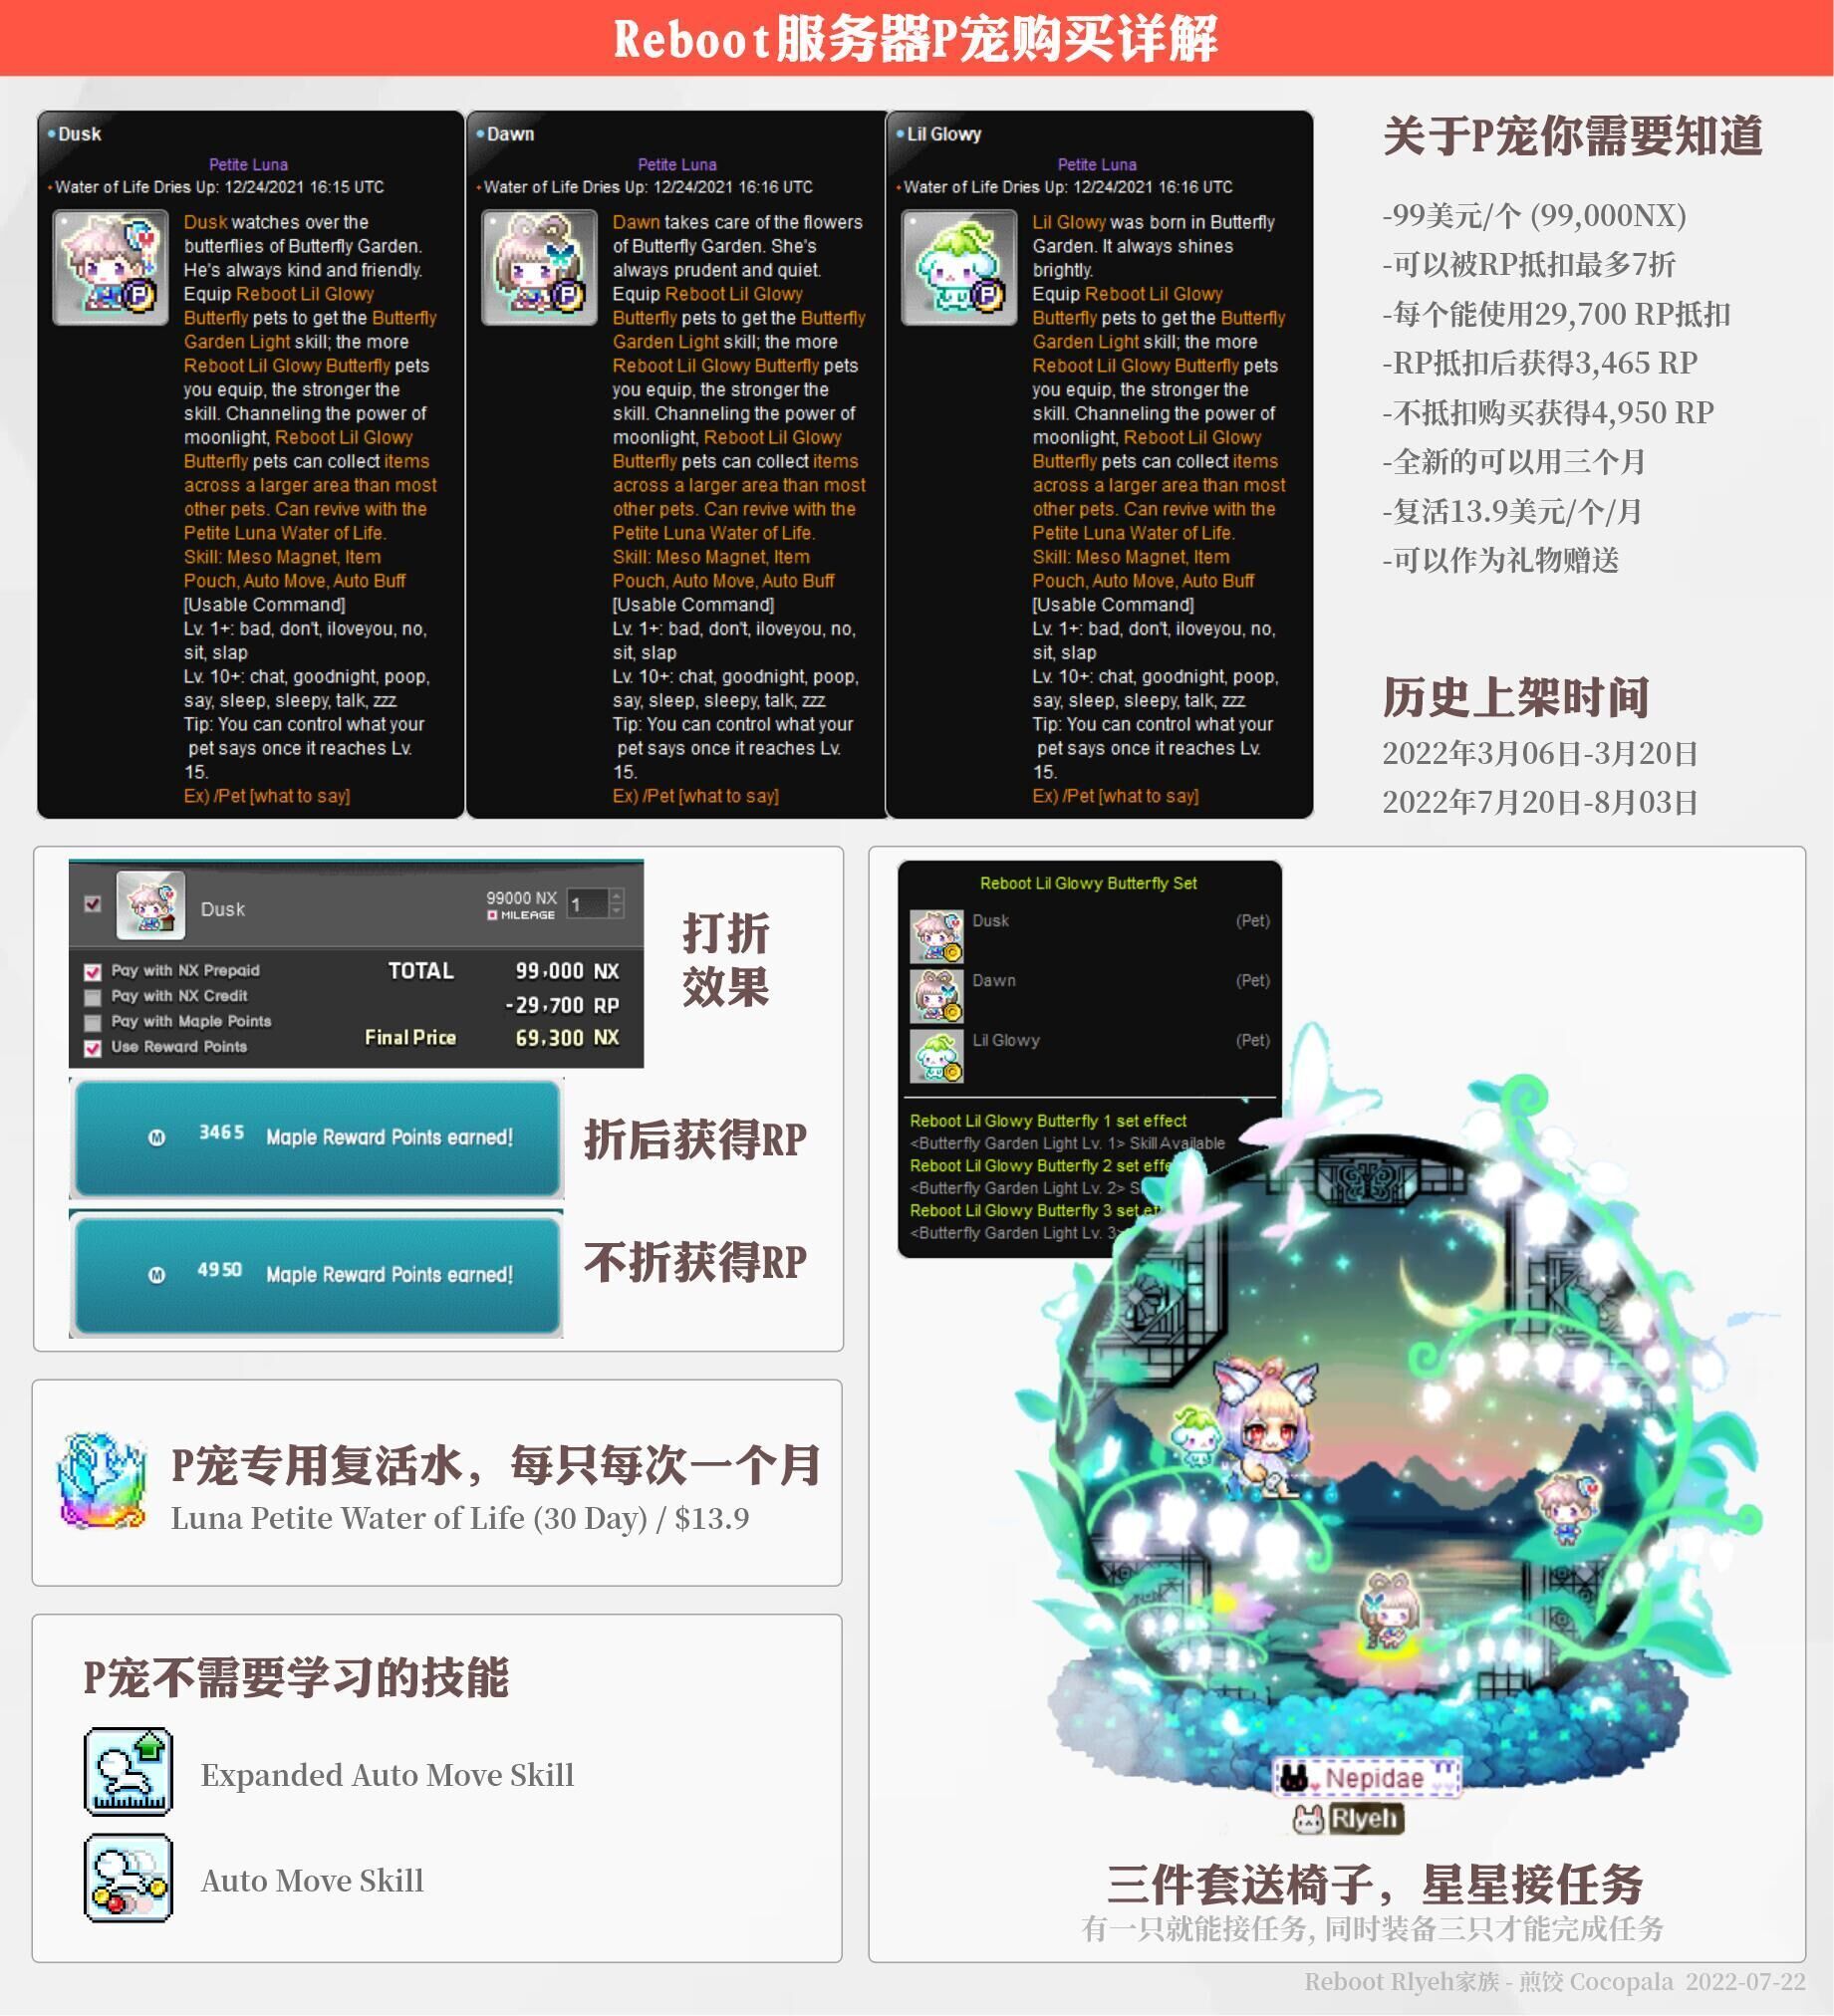 Reboot服务器P宠购买详解
Dusk
Petite Luna
Water of Life Dries Up: 12/24/2021 16:15 UTC
Dusk watches over the
butterflies of Butterfly Garden.
He's always kind and friendly.
Equip Reboot Lil Glowy
Butterfly pets to get the Butterfly
Garden Light skill; the more
Reboot Lil Glowy Butterfly pets
you equip, the stronger the
skill. Channeling the power of
moonlight, Reboot Lil Glowy
Butterfly pets can collect items
across a larger area than most
other pets. Can revive with the
Petite Luna Water of Life.
Skill: Meso Magnet, Item
Pouch, Auto Move, Auto Buff
[Usable Command]
Lv. 1+: bad, don't, iloveyou, no,
sit, slap
Lv. 10+: chat, goodnight, poop,
say, sleep, sleepy, talk, zzz
Tip: You can control what your
pet says once it reaches Lv.
15.
Ex) /Pet [what to say]
Dawn
Petite Luna
Water of Life Dries Up: 12/24/2021 16:16 UTC
Dawn takes care of the flowers
of Butterfly Garden. She's
always prudent and quiet.
Equip Reboot Lil Glowy
Butterfly pets to get the Butterfly
Garden Light skill; the more
Reboot Lil Glowy Butterfly pets
you equip, the stronger the
skill. Channeling the power of
moonlight, Reboot Lil Glowy
Butterfly pets can collect items
across a larger area than most
other pets. Can revive with the
Petite Luna Water of Life.
Skill: Meso Magnet, Item
Pouch, Auto Move, Auto Buff
[Usable Command]
Lv. 1+: bad, don't, iloveyou, no,
sit, slap
Lv. 10+: chat, goodnight, poop,
say, sleep, sleepy, talk, zzz
Tip: You can control what your
pet says once it reaches Lv.
15.
Ex) /Pet [what to say]
Lil Glowy
Petite Luna
Water of Life Dries Up: 12/24/2021 16:16 UTC
Lil Glowy was born in Butterfly
Garden. It always shines
brightly.
Equip Reboot Lil Glowy
Butterfly pets to get the Butterfly
Garden Light skill; the more
Reboot Lil Glowy Butterfly pets
you equip, the stronger the
skill. Channeling the power of
moonlight, Reboot Lil Glowy
Butterfly pets can collect items
across a larger area than most
other pets. Can revive with the
Petite Luna Water of Life.
Skill: Meso Magnet, Item
Pouch, Auto Move, Auto Buff
[Usable Command]
Lv. 1+: bad, don't, iloveyou, no,
sit, slap
Lv. 10+: chat, goodnight, poop,
say, sleep, sleepy, talk, zzz
Tip: You can control what your
pet says once it reaches Lv.
15.
Ex) /Pet [what to say]
关于P宠你需要知道
-99美元/个 (99,000NX)
-可以被RP抵扣最多7折
-每个能使用29,700 RP抵扣
-RP抵扣后获得3,465 RP
-不抵扣购买获得4,950 RP
-全新的可以用三个月
-复活13.9美元/个/月
-可以作为礼物赠送
历史上架时间
2022年3月06日-3月20日
2022年7月20日-8月03日
Dusk
99000 NX
MILEAGE
1
Pay with NX Prepaid
Pay with NX Credit
Pay with Maple Points
Use Reward Points
TOTAL 99,000 NX
-29,700 RP
Final Price 69,300 NX
打折
效果
3465 Maple Reward Points earned!
折后获得RP
4950 Maple Reward Points earned!
不折获得RP
P宠专用复活水，每只每次一个月
Luna Petite Water of Life (30 Day) / $13.9
P宠不需要学习的技能
Expanded Auto Move Skill
Auto Move Skill
Reboot Lil Glowy Butterfly Set
Dusk (Pet)
Dawn (Pet)
Lil Glowy (Pet)
Reboot Lil Glowy Butterfly 1 set effect
<Butterfly Garden Light Lv. 1> Skill Available
Reboot Lil Glowy Butterfly 2 set effe
<Butterfly Garden Light Lv. 2> S
Reboot Lil Glowy Butterfly 3 set ef
<Butterfly Garden Light Lv. 3>
Nepidae
Rlyeh
三件套送椅子，星星接任务
有一只就能接任务, 同时装备三只才能完成任务
Reboot Rlyeh家族 - 煎饺 Cocopala 2022-07-22